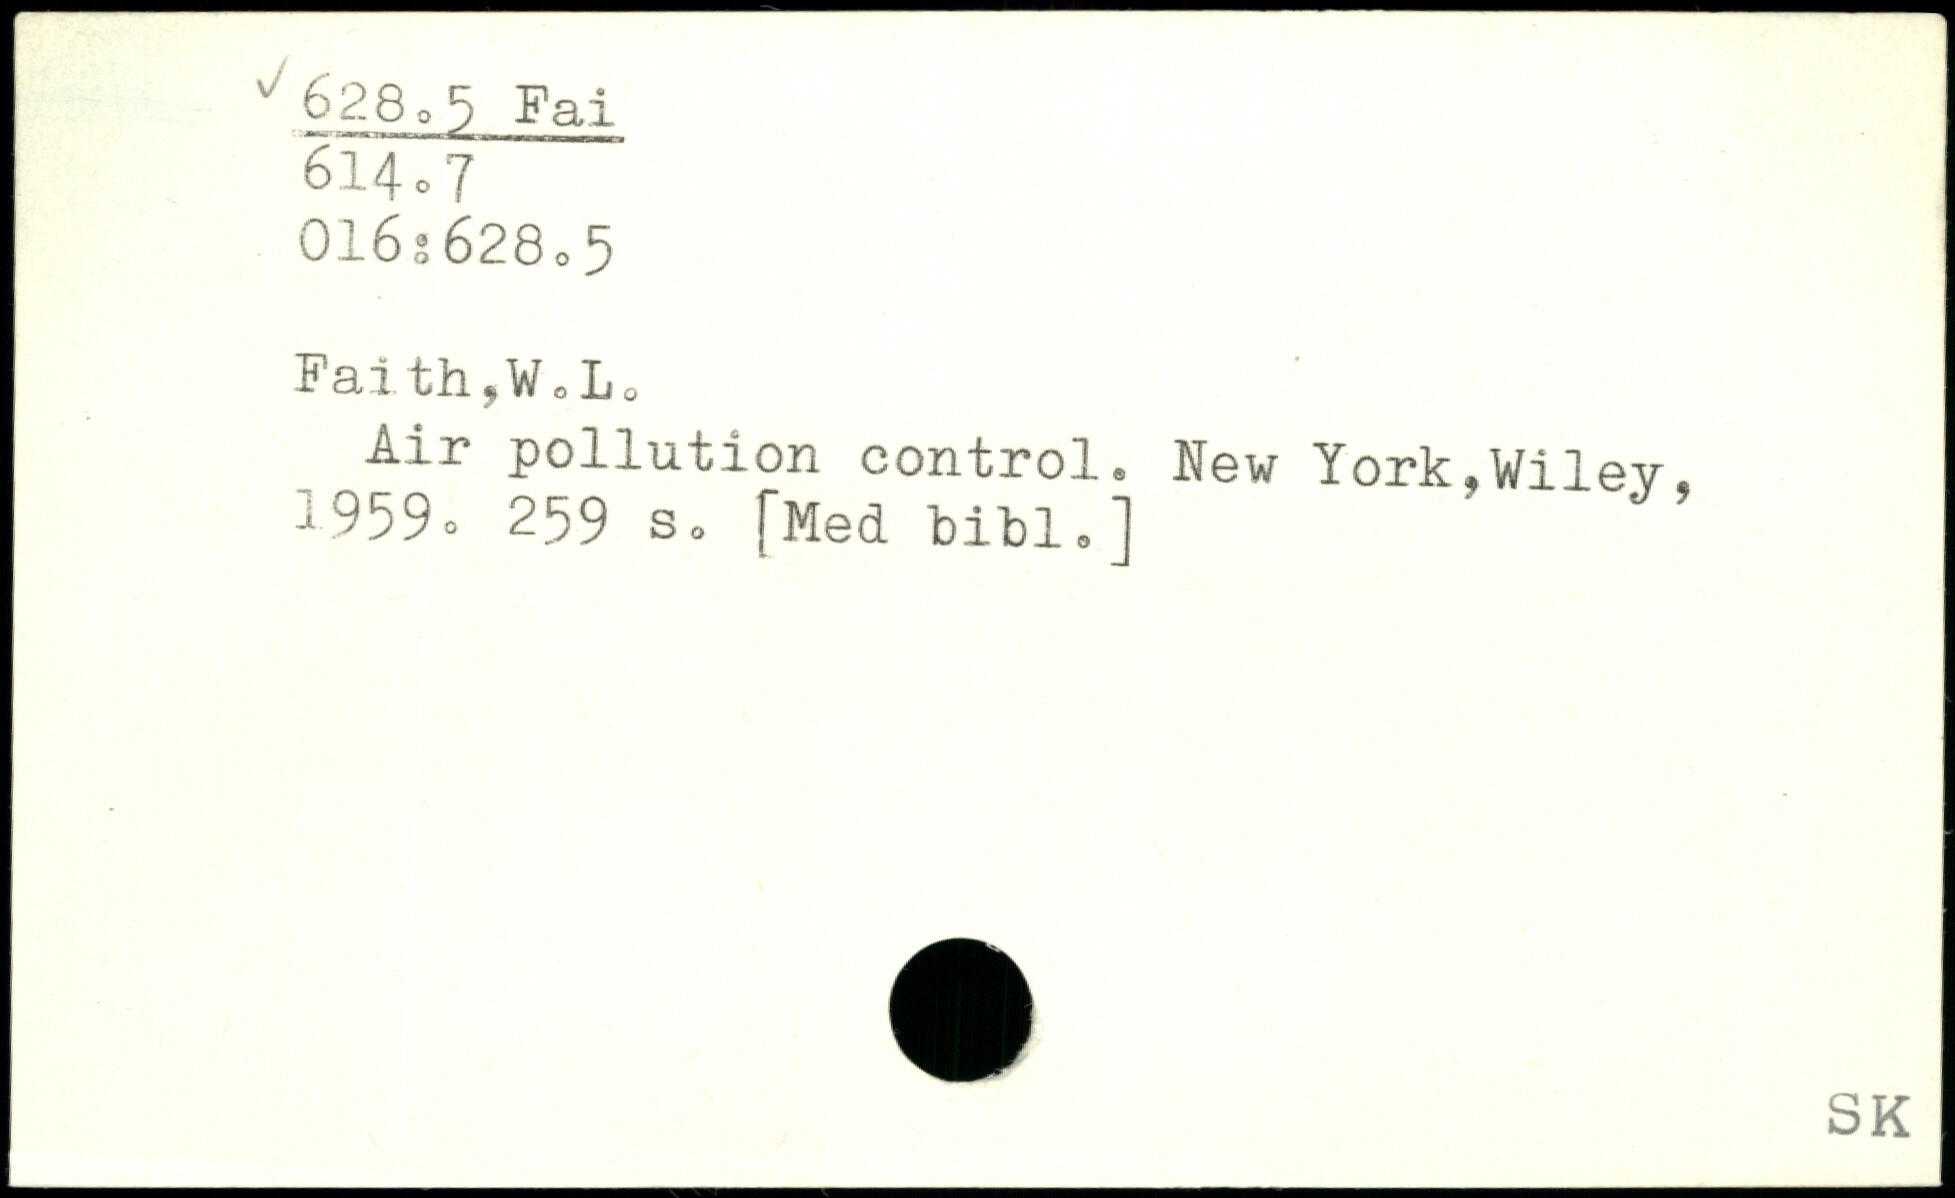 ✓ 628.5 Fai
614.7
016:628.5
Faith,W.L.
Air pollution control. New York,Wiley,
1959. 259 s. [Med bibl.]
SK